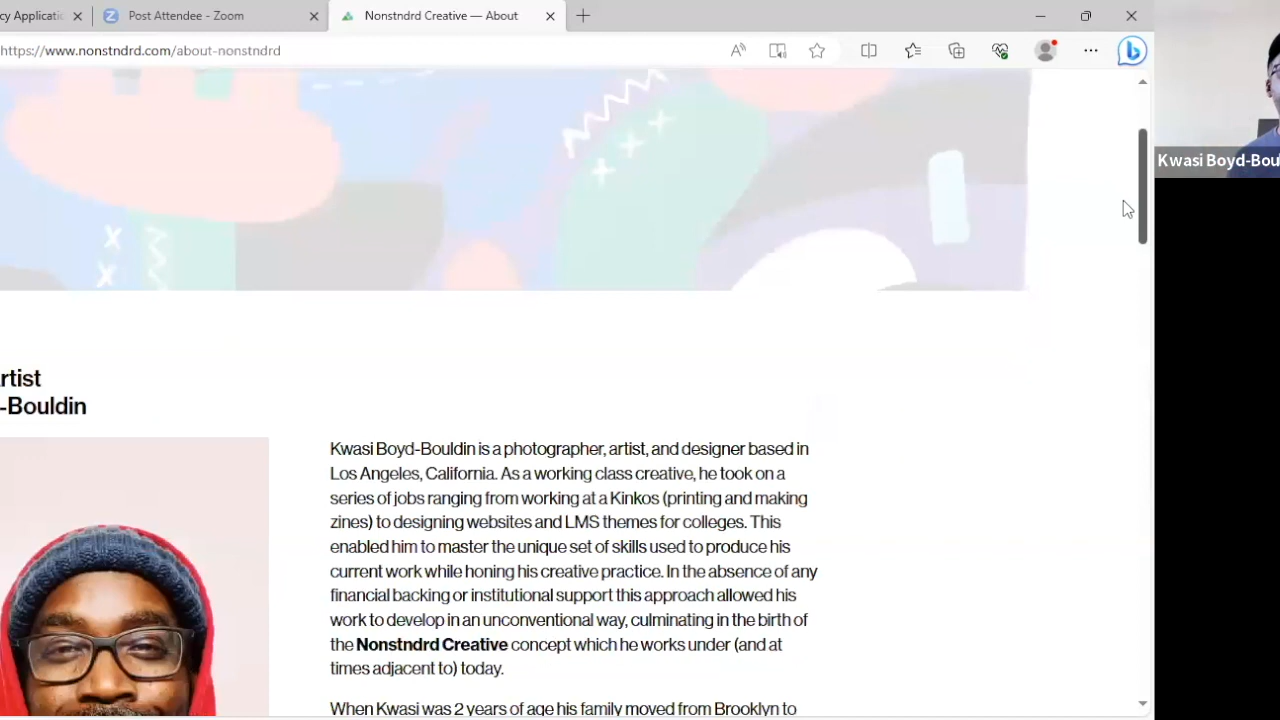 cy Applicati
Post Attendee - Zoom
Nonstndrd Creative — About
https://www.nonstndrd.com/about-nonstndrd
Kwasi Boyd-Bou
rtist
-Bouldin
Kwasi Boyd-Bouldin is a photographer, artist, and designer based in
Los Angeles, California. As a working class creative, he took on a
series of jobs ranging from working at a Kinkos (printing and making
zines) to designing websites and LMS themes for colleges. This
enabled him to master the unique set of skills used to produce his
current work while honing his creative practice. In the absence of any
financial backing or institutional support this approach allowed his
work to develop in an unconventional way, culminating in the birth of
the Nonstndrd Creative concept which he works under (and at
times adjacent to) today.
When Kwasi was 2 years of age his family moved from Brooklyn to